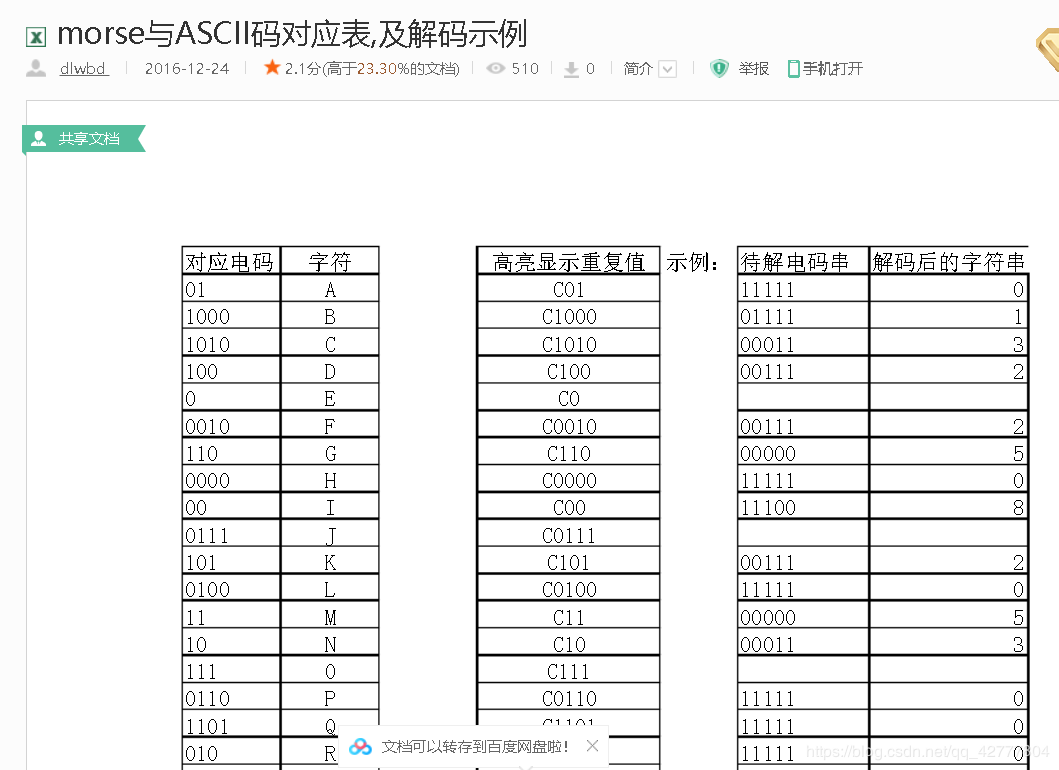 morse与ASCII码对应表,及解码示例
dlwbd 2016-12-24 2.1分(高于23.30%的文档) 510 0 简介 举报 手机打开
共享文档
对应电码 字符 高亮显示重复值 示例: 待解电码串 解码后的字符串
01 A C01 11111 0
1000 B C1000 01111 1
1010 C C1010 00011 3
100 D C100 00111 2
0 E C0
0010 F C0010 00111 2
110 G C110 00000 5
0000 H C0000 11111 0
00 I C00 11100 8
0111 J C0111
101 K C101 00111 2
0100 L C0100 11111 0
11 M C11 00000 5
10 N C10 00011 3
111 O C111
0110 P C0110 11111 0
1101 Q C1101 11111 0
文档可以转存到百度网盘啦!
010 R 11111 0